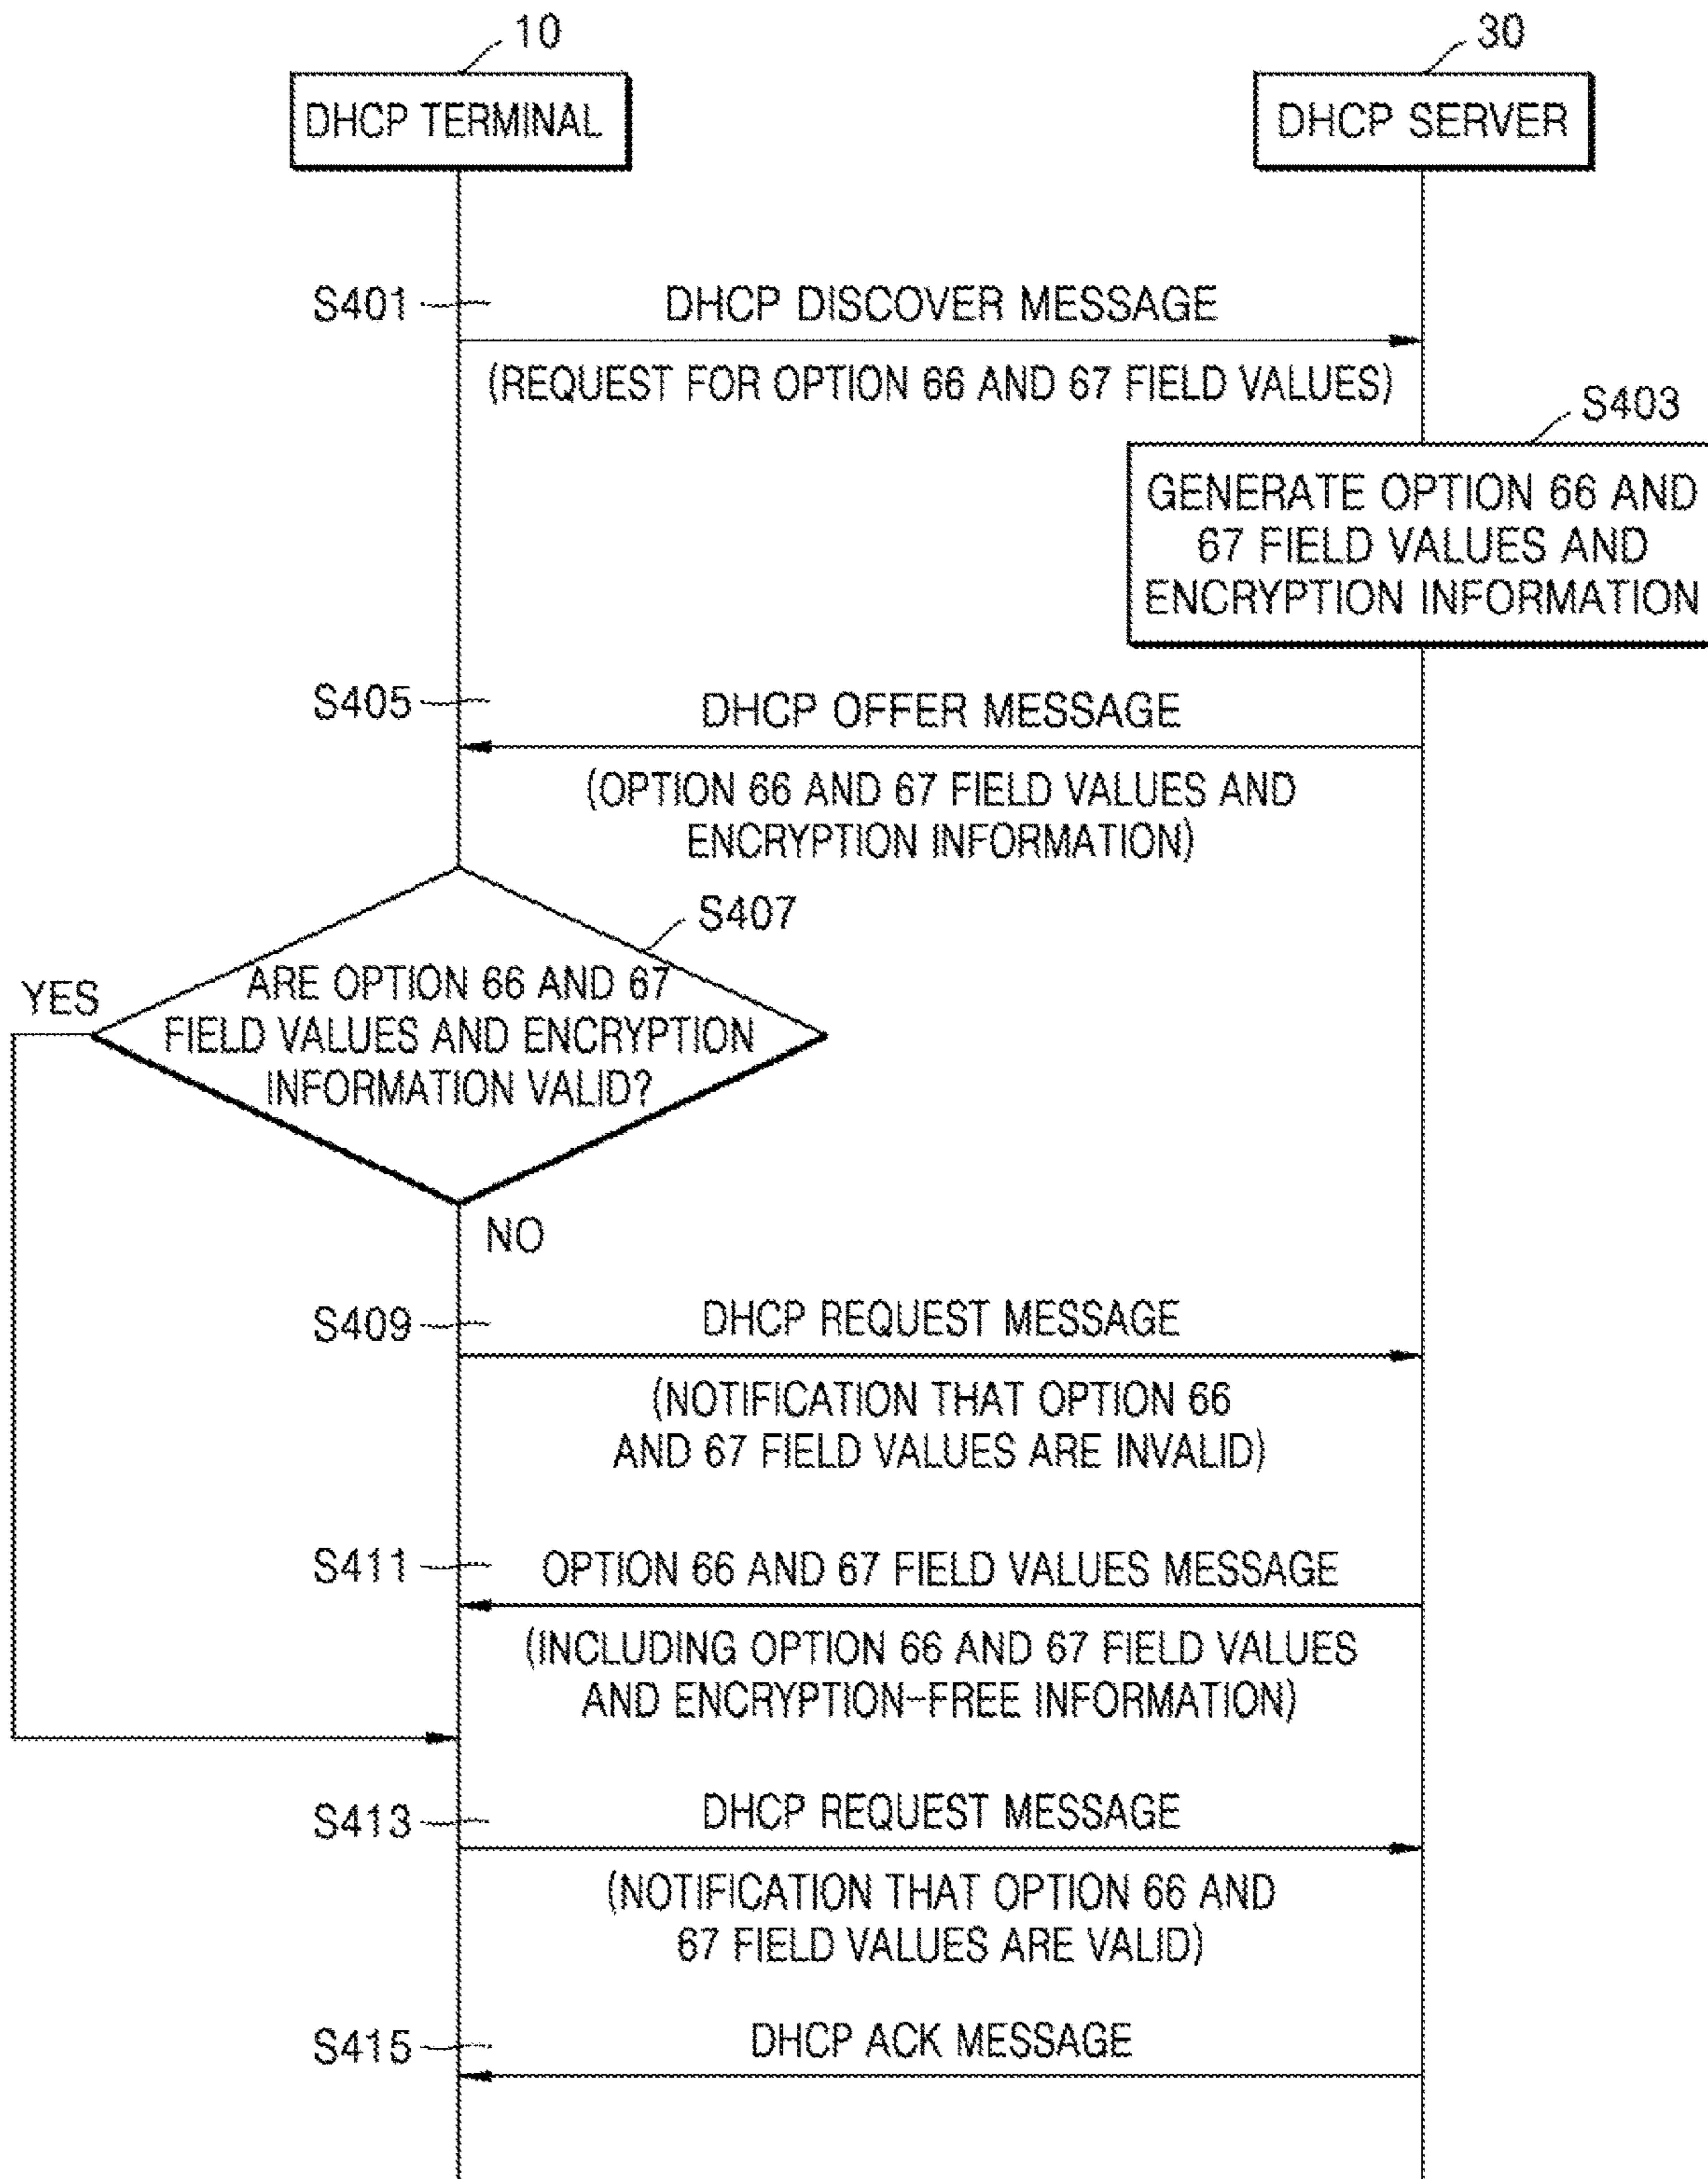 10
30
DHCP TERMINAL
DHCP SERVER
S401
DHCP DISCOVER MESSAGE
(REQUEST FOR OPTION 66 AND 67 FIELD VALUES)
S403
GENERATE OPTION 66 AND
67 FIELD VALUES AND
ENCRYPTION INFORMATION
S405
DHCP OFFER MESSAGE
(OPTION 66 AND 67 FIELD VALUES AND
ENCRYPTION INFORMATION)
S407
ARE OPTION 66 AND 67
FIELD VALUES AND ENCRYPTION
INFORMATION VALID?
YES
NO
S409
DHCP REQUEST MESSAGE
(NOTIFICATION THAT OPTION 66
AND 67 FIELD VALUES ARE INVALID)
S411
OPTION 66 AND 67 FIELD VALUES MESSAGE
(INCLUDING OPTION 66 AND 67 FIELD VALUES
AND ENCRYPTION-FREE INFORMATION)
S413
DHCP REQUEST MESSAGE
(NOTIFICATION THAT OPTION 66 AND
67 FIELD VALUES ARE VALID)
S415
DHCP ACK MESSAGE